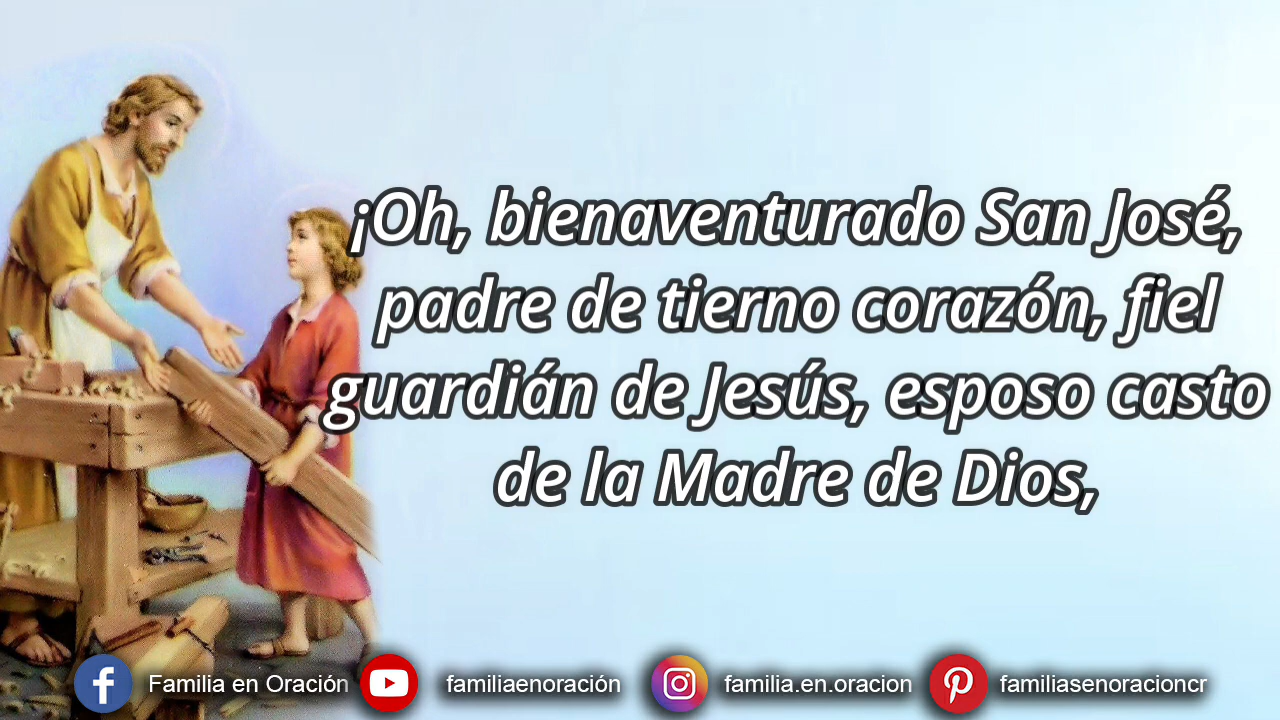 ¡Oh, bienaventurado San José,
padre de tierno corazón, fiel
guardián de Jesús, esposo casto
de la Madre de Dios,
Familia en Oración
familiaenoración
familia.en.oracion
familiasenoracioncr